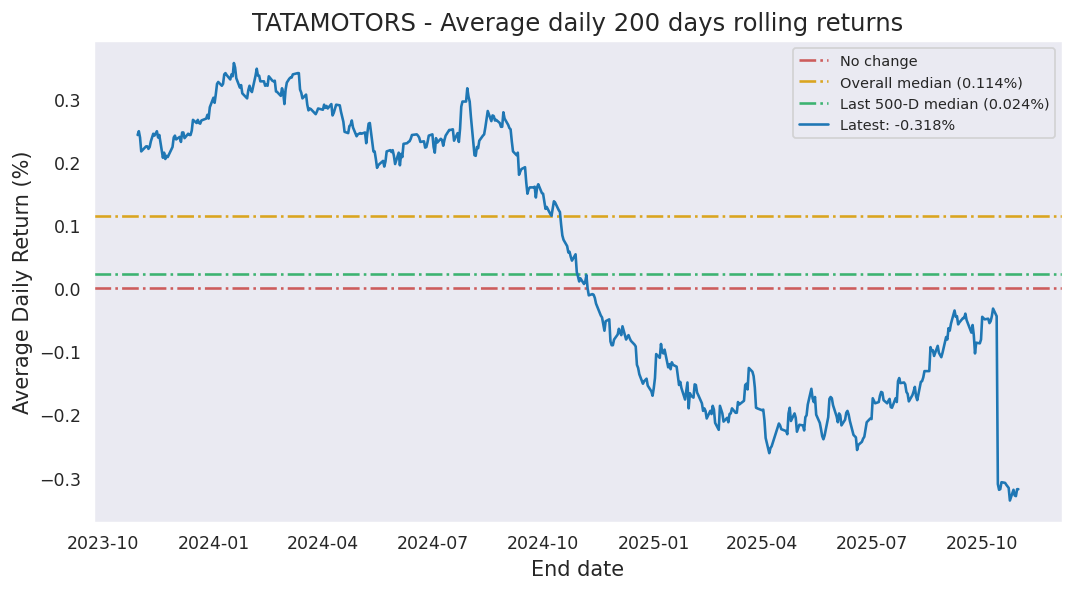 TATAMOTORS - Average daily 200 days rolling returns
No change
Overall median (0.114%)
Last 500-D median (0.024%)
Latest: -0.318%
Average Daily Return (%)
0.3
0.2
0.1
0.0
−0.1
−0.2
−0.3
2023-10 2024-01 2024-04 2024-07 2024-10 2025-01 2025-04 2025-07 2025-10
End date